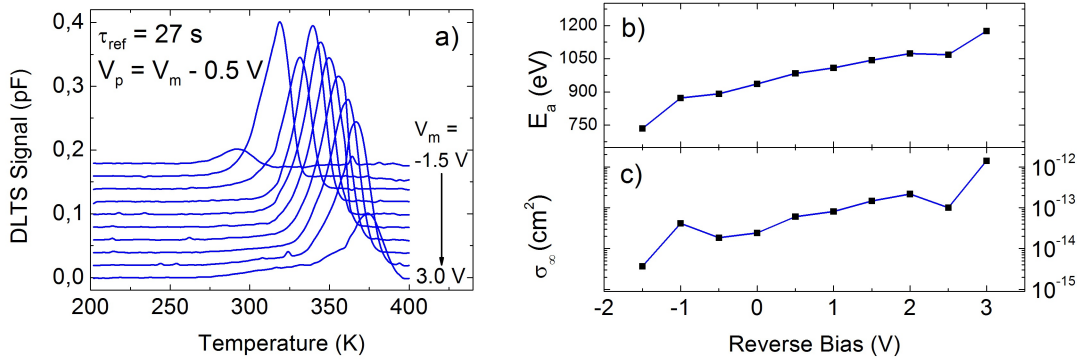 a)
τref = 27 s
Vp = Vm - 0.5 V
Vm =
-1.5 V
3.0 V
DLTS Signal (pF)
0,4
0,3
0,2
0,1
0,0
200 250 300 350 400
Temperature (K)
b)
Ea (eV)
1200
1050
900
750
c)
σ∞ (cm²)
10⁻¹²
10⁻¹³
10⁻¹⁴
10⁻¹⁵
-2 -1 0 1 2 3
Reverse Bias (V)